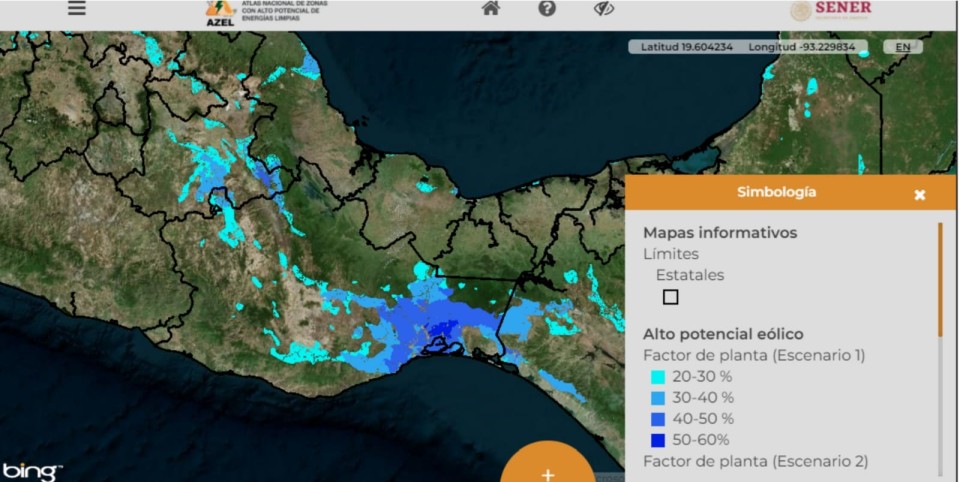 ATLAS NACIONAL DE ZONAS
CON ALTO POTENCIAL DE
ENERGÍAS LIMPIAS
AZEL
SENER
Latitud 19.604234 Longitud -93.229834
EN
Simbología
Mapas informativos
Límites
Estatales
Alto potencial eólico
Factor de planta (Escenario 1)
20-30 %
30-40 %
40-50 %
50-60%
Factor de planta (Escenario 2)
+
bing